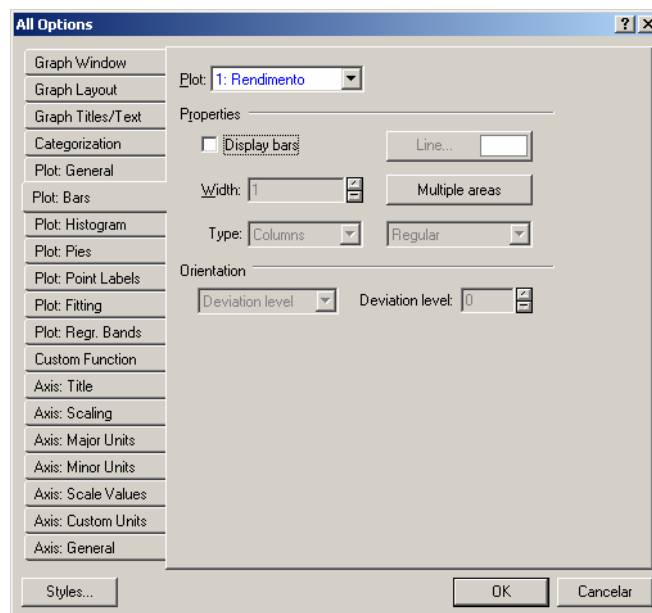 All Options
Graph Window
Graph Layout
Graph Titles/Text
Categorization
Plot: General
Plot: Bars
Plot: Histogram
Plot: Pies
Plot: Point Labels
Plot: Fitting
Plot: Regr. Bands
Custom Function
Axis: Title
Axis: Scaling
Axis: Major Units
Axis: Minor Units
Axis: Scale Values
Axis: Custom Units
Axis: General
Plot: 1: Rendimento
Properties
Display bars
Line...
Width: 1
Multiple areas
Type: Columns
Regular
Orientation
Deviation level
Deviation level: 0
Styles...
OK
Cancelar